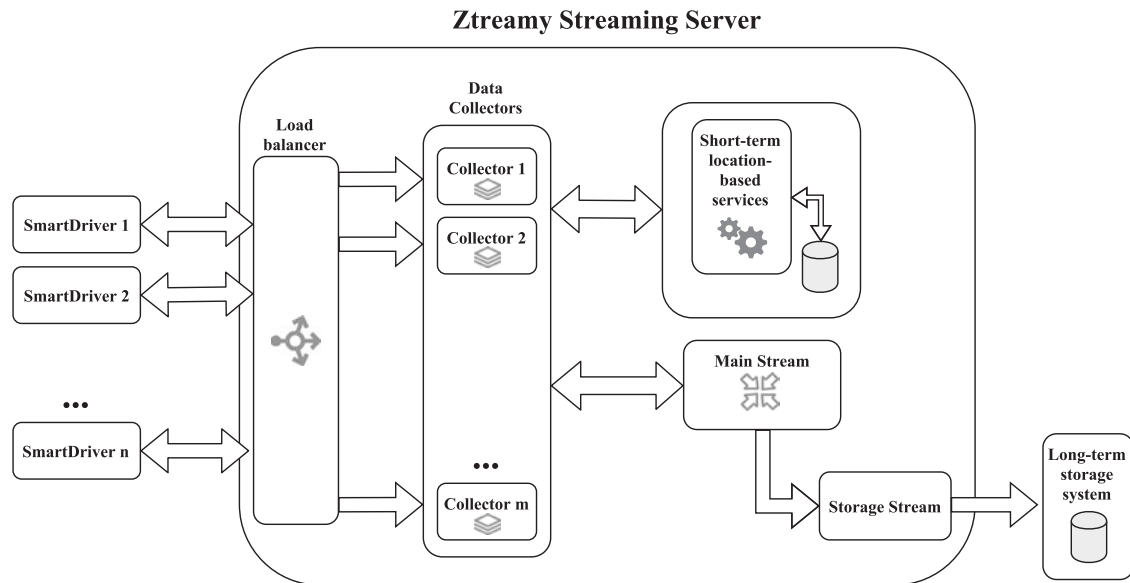 Ztreamy Streaming Server
Data
Collectors
Load
balancer
Collector 1
Short-term
location-
based
services
SmartDriver 1
Collector 2
SmartDriver 2
Main Stream
...
SmartDriver n
...
Collector m
Storage Stream
Long-term
storage
system